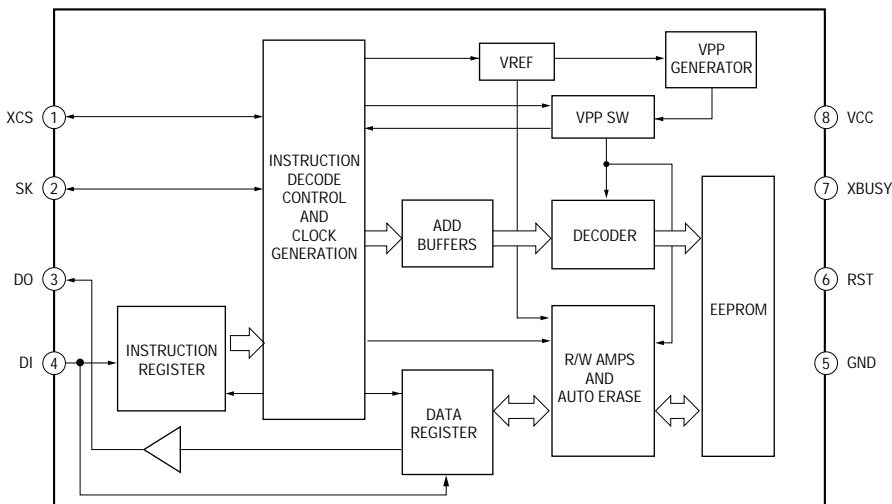 VREF
VPP
GENERATOR
XCS 1
8 VCC
VPP SW
INSTRUCTION
DECODE
CONTROL
AND
CLOCK
GENERATION
SK 2
7 XBUSY
ADD
BUFFERS
DECODER
EEPROM
DO 3
6 RST
INSTRUCTION
REGISTER
DI 4
5 GND
R/W AMPS
AND
AUTO ERASE
DATA
REGISTER